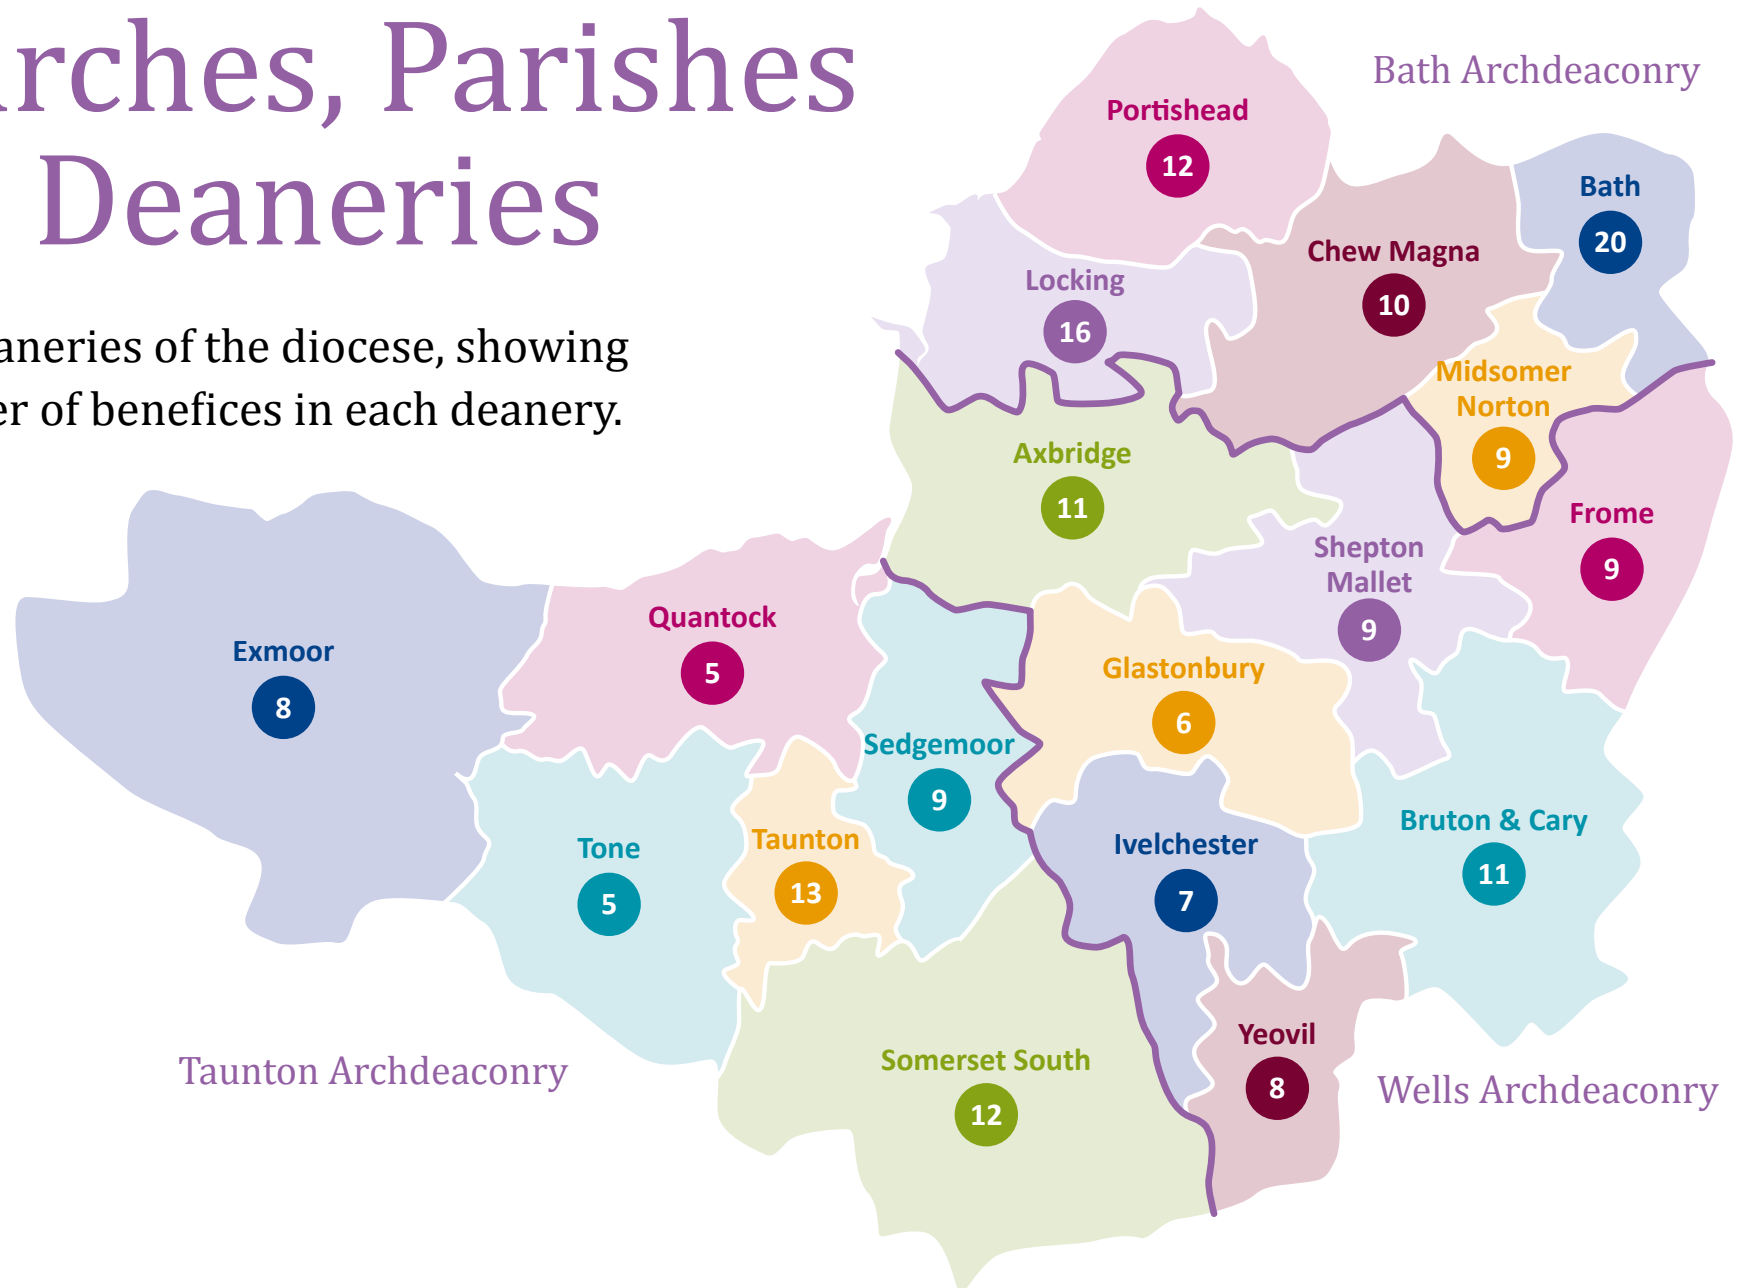 Parishes
Deaneries
of the diocese, showing
of benefices in each deanery.
Bath Archdeaconry
Portishead
12
Bath
20
Chew Magna
10
Locking
16
Midsomer
Norton
9
Axbridge
11
Frome
9
Shepton
Mallet
9
Quantock
5
Exmoor
8
Glastonbury
6
Sedgemoor
9
Bruton & Cary
11
Taunton
13
Ivelchester
7
Tone
5
Yeovil
8
Somerset South
12
Taunton Archdeaconry
Wells Archdeaconry